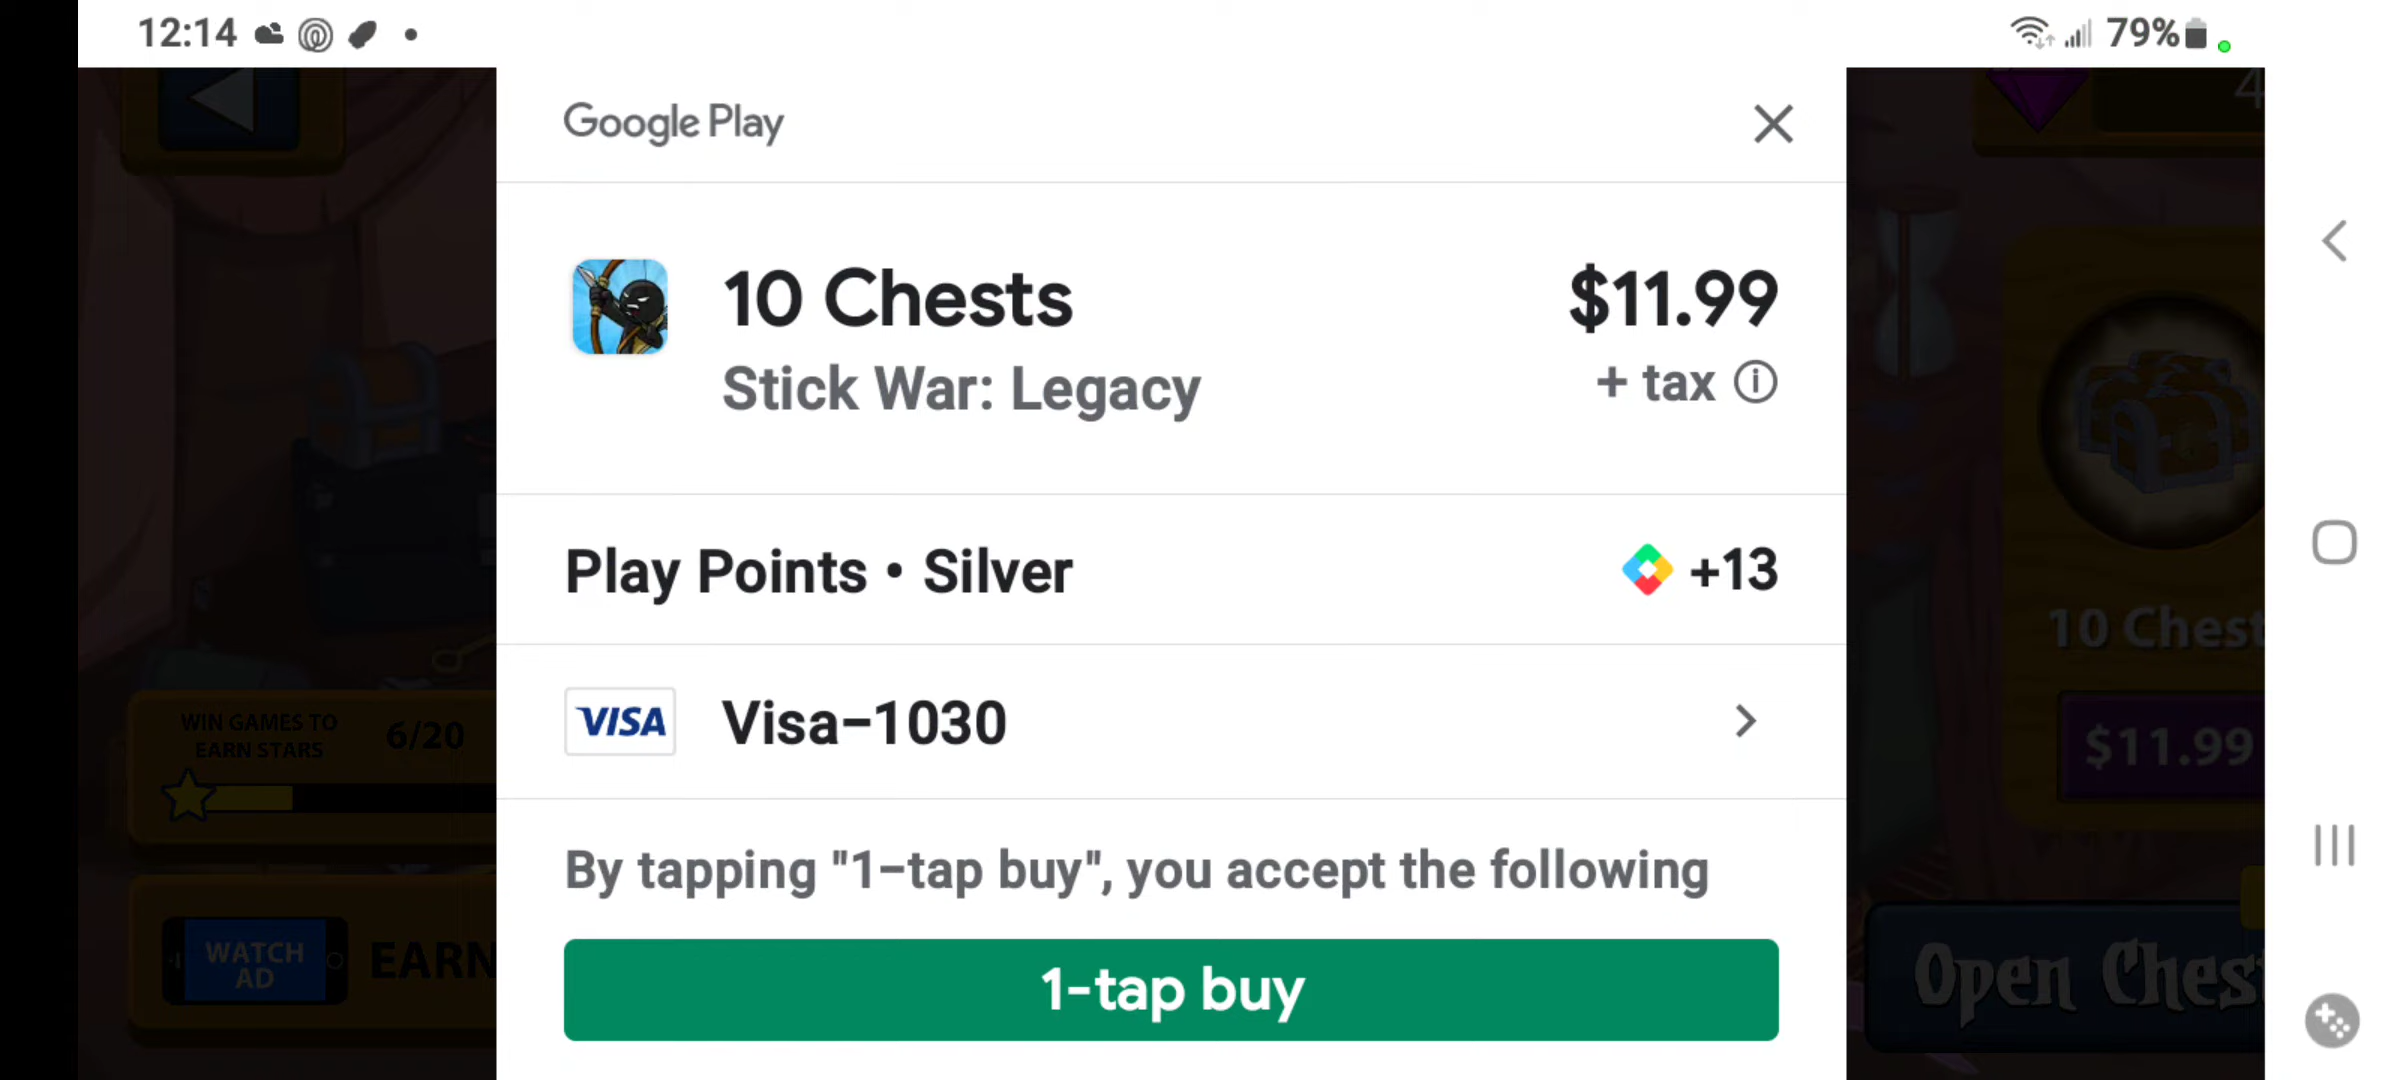 12:14
79%
Google Play
10 Chests
$11.99
Stick War: Legacy
+ tax
Play Points • Silver
+13
VISA
Visa-1030
By tapping "1-tap buy", you accept the following
1-tap buy
WIN GAMES TO
EARN STARS
6/20
WATCH
AD
EARN
4
10 Chest
$11.99
Open Chest